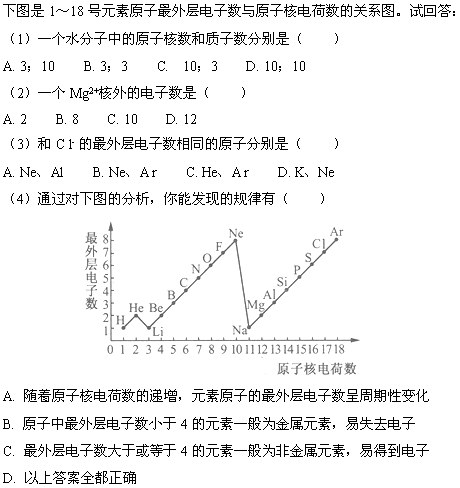 下图是 1～18 号元素原子最外层电子数与原子核电荷数的关系图。试回答:
（1）一个水分子中的原子核数和质子数分别是（　　）
A. 3；10　　B. 3；3　　C.　10；3　　D. 10；10
（2）一个 Mg²⁺核外的电子数是（　　）
A. 2　　B. 8　　C. 10　　D. 12
（3）和 Cl⁻的最外层电子数相同的原子分别是（　　）
A. Ne、Al　　B. Ne、Ar　　C. He、Ar　　D. K、Ne
（4）通过对下图的分析，你能发现的规律有（　　）
最外层电子数
8
7
6
5
4
3
2
1
H He Li Be B C N O F Ne Na Mg Al Si P S Cl Ar
0 1 2 3 4 5 6 7 8 9 10 11 12 13 14 15 16 17 18
原子核电荷数
A. 随着原子核电荷数的递增，元素原子的最外层电子数呈周期性变化
B. 原子中最外层电子数小于 4 的元素一般为金属元素，易失去电子
C. 最外层电子数大于或等于 4 的元素一般为非金属元素，易得到电子
D. 以上答案全都正确